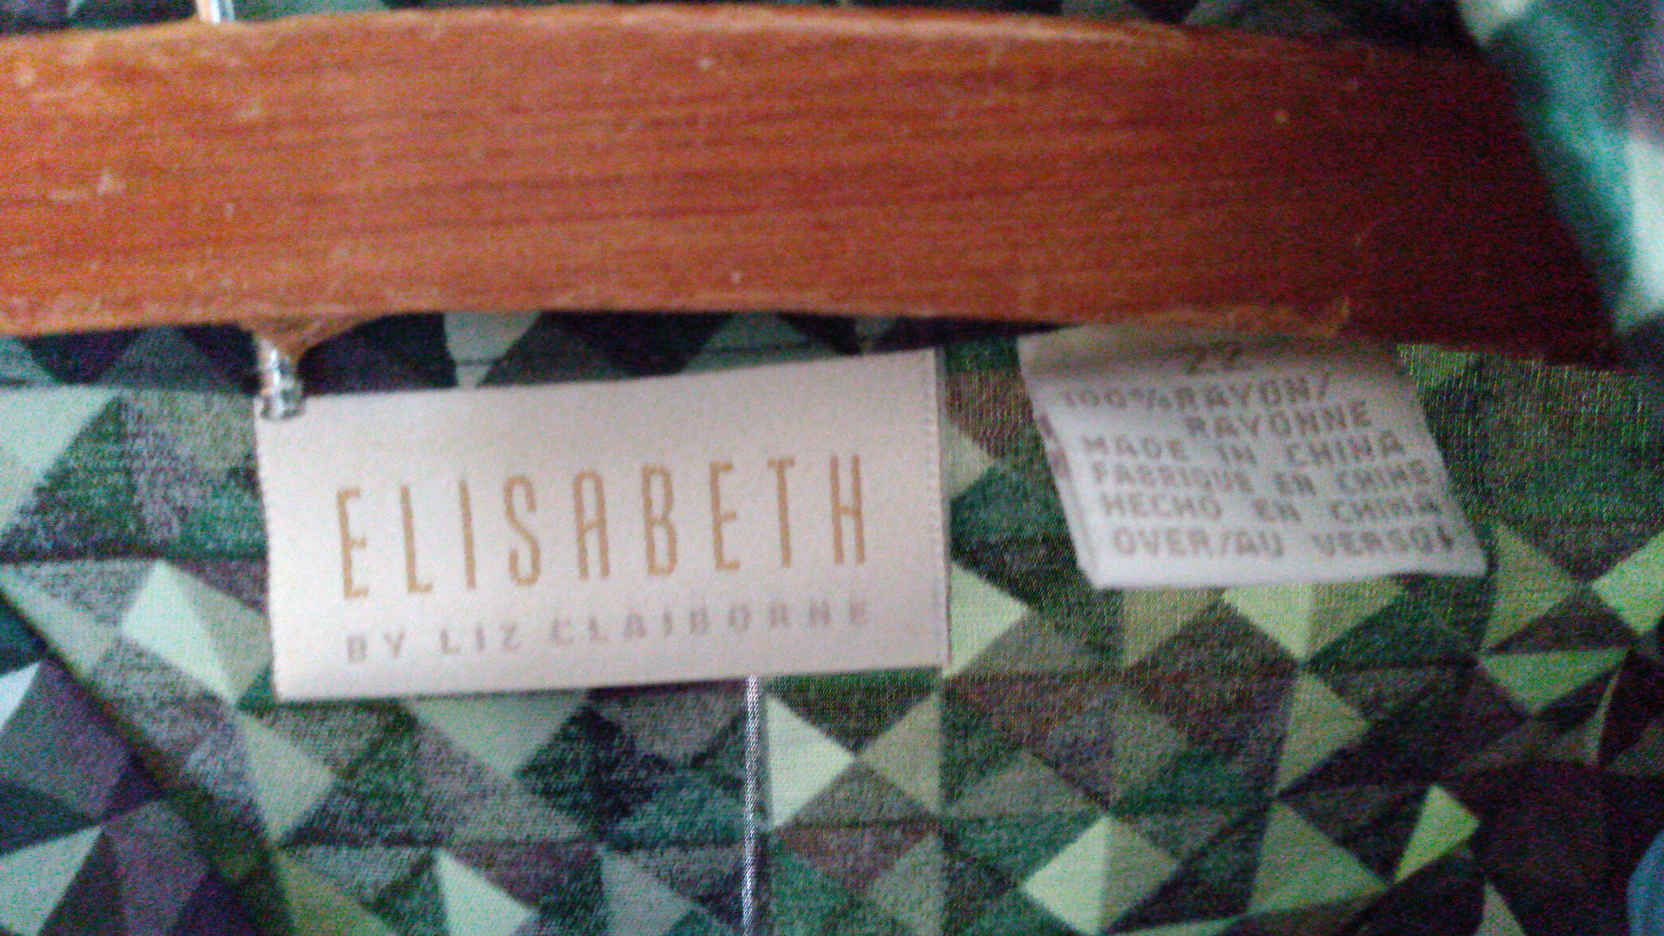 ELISABETH
BY LIZ CLAIBORNE
22
100% RAYON/
RAYONNE
MADE IN CHINA
FABRIQUE EN CHINE
HECHO EN CHINA
OVER/AU VERSO